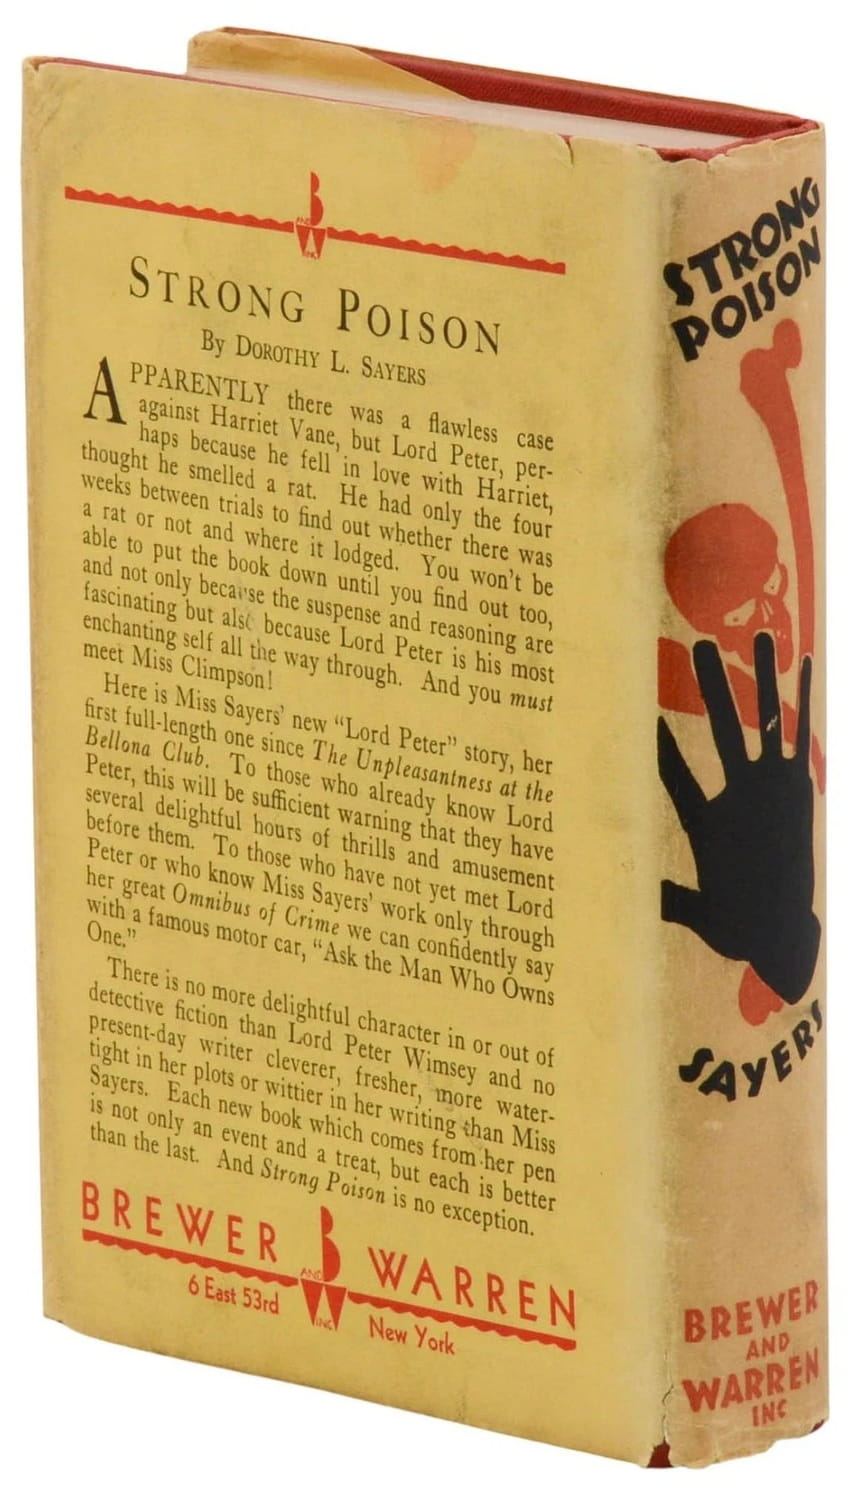 B
AND
W
INC
STRONG POISON
By DOROTHY L. SAYERS
APPARENTLY there was a flawless case
against Harriet Vane, but Lord Peter, per-
haps because he fell in love with Harriet,
thought he smelled a rat. He had only the four
weeks between trials to find out whether there was
a rat or not and where it lodged. You won't be
able to put the book down until you find out too,
and not only because the suspense and reasoning are
fascinating but also because Lord Peter is his most
enchanting self all the way through. And you must
meet Miss Climpson!
Here is Miss Sayers' new "Lord Peter" story, her
first full-length one since The Unpleasantness at the
Bellona Club. To those who already know Lord
Peter, this will be sufficient warning that they have
several delightful hours of thrills and amusement
before them. To those who have not yet met Lord
Peter or who know Miss Sayers' work only through
her great Omnibus of Crime we can confidently say
with a famous motor car, "Ask the Man Who Owns
One."
There is no more delightful character in or out of
detective fiction than Lord Peter Wimsey and no
present-day writer cleverer, fresher, more water-
tight in her plots or wittier in her writing than Miss
Sayers. Each new book which comes from her pen
is not only an event and a treat, but each is better
than the last. And Strong Poison is no exception.
BREWER B AND W INC WARREN
6 East 53rd New York
STRONG
POISON
SAYERS
BREWER
AND
WARREN
INC